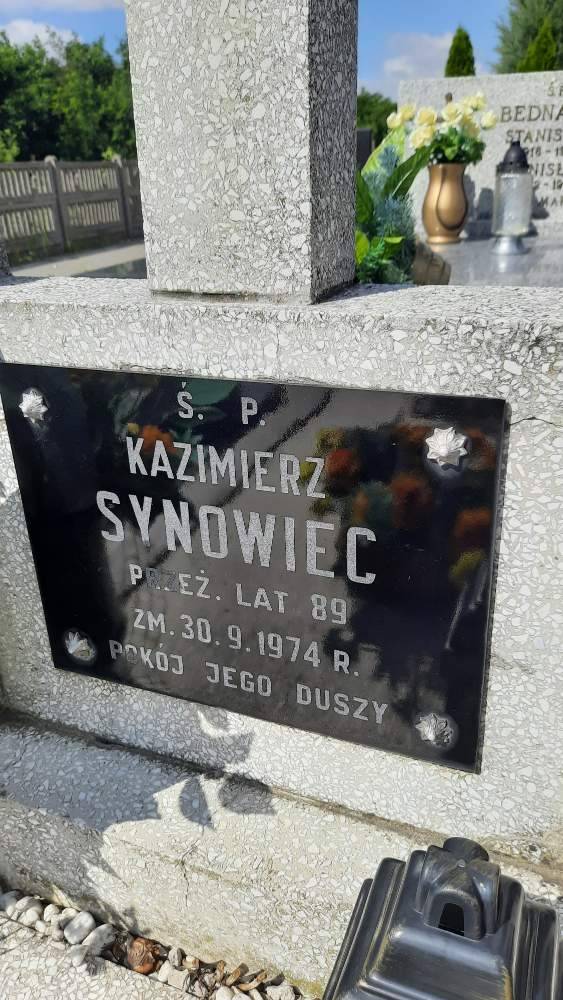 Ś. P.
KAZIMIERZ
SYNOWIEC
PRZEŻ. LAT 89
ZM. 30. 9. 1974 R.
POKÓJ JEGO DUSZY